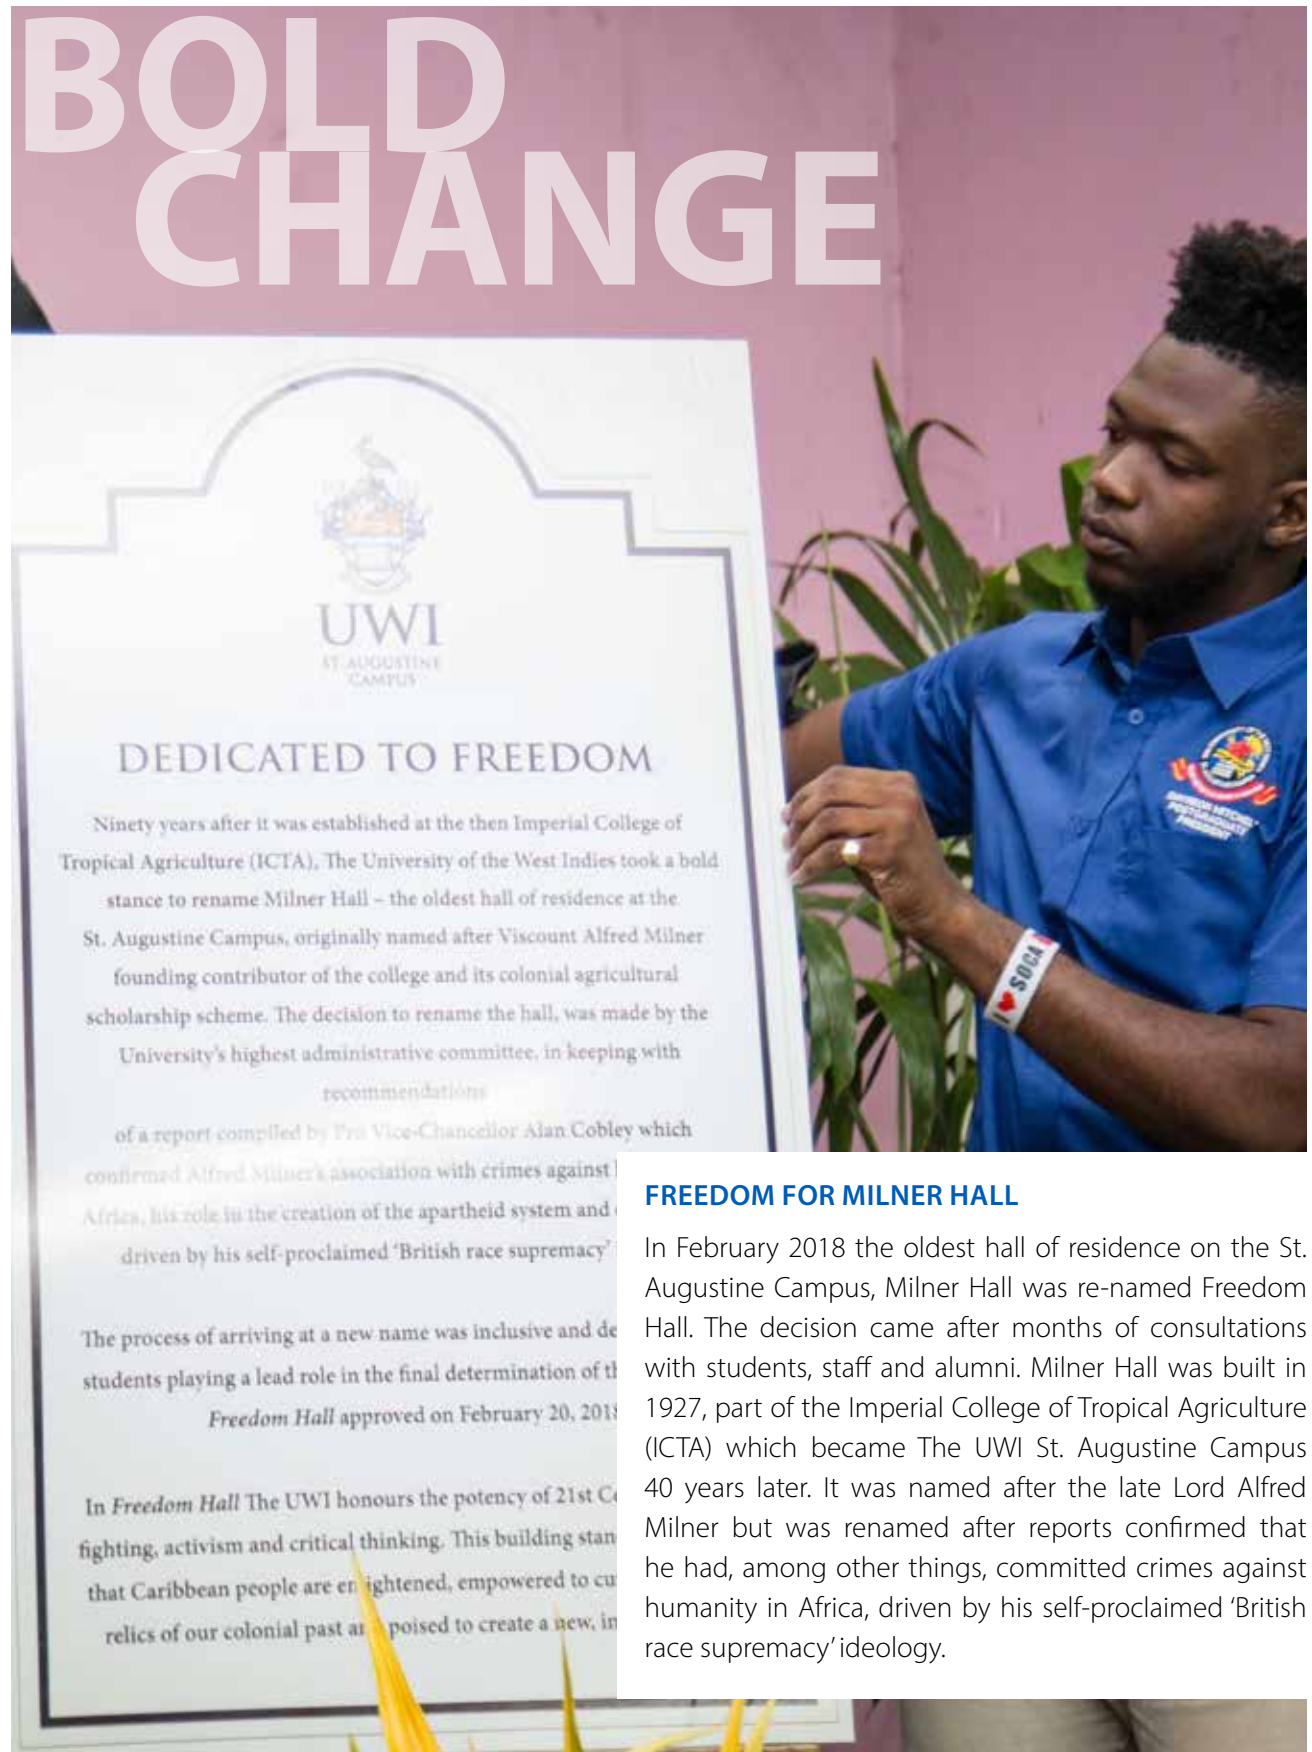 BOLD
CHANGE
UWI
ST. AUGUSTINE
CAMPUS
DEDICATED TO FREEDOM
Ninety years after it was established at the then Imperial College of
Tropical Agriculture (ICTA), The University of the West Indies took a bold
stance to rename Milner Hall – the oldest hall of residence at the
St. Augustine Campus, originally named after Viscount Alfred Milner
founding contributor of the college and its colonial agricultural
scholarship scheme. The decision to rename the hall, was made by the
University's highest administrative committee, in keeping with
recommendations
of a report compiled by Pro Vice-Chancellor Alan Cobley which
confirmed Alfred Milner's association with crimes against
Africa, his role in the creation of the apartheid system and
driven by his self-proclaimed 'British race supremacy'
The process of arriving at a new name was inclusive and de
students playing a lead role in the final determination of th
Freedom Hall approved on February 20, 2018
In Freedom Hall The UWI honours the potency of 21st Ce
fighting, activism and critical thinking. This building stan
that Caribbean people are enlightened, empowered to cu
relics of our colonial past and poised to create a new, in
POSTGRADUATE
PRESIDENT
I ♥ SOCA
FREEDOM FOR MILNER HALL
In February 2018 the oldest hall of residence on the St.
Augustine Campus, Milner Hall was re-named Freedom
Hall. The decision came after months of consultations
with students, staff and alumni. Milner Hall was built in
1927, part of the Imperial College of Tropical Agriculture
(ICTA) which became The UWI St. Augustine Campus
40 years later. It was named after the late Lord Alfred
Milner but was renamed after reports confirmed that
he had, among other things, committed crimes against
humanity in Africa, driven by his self-proclaimed ‘British
race supremacy’ ideology.